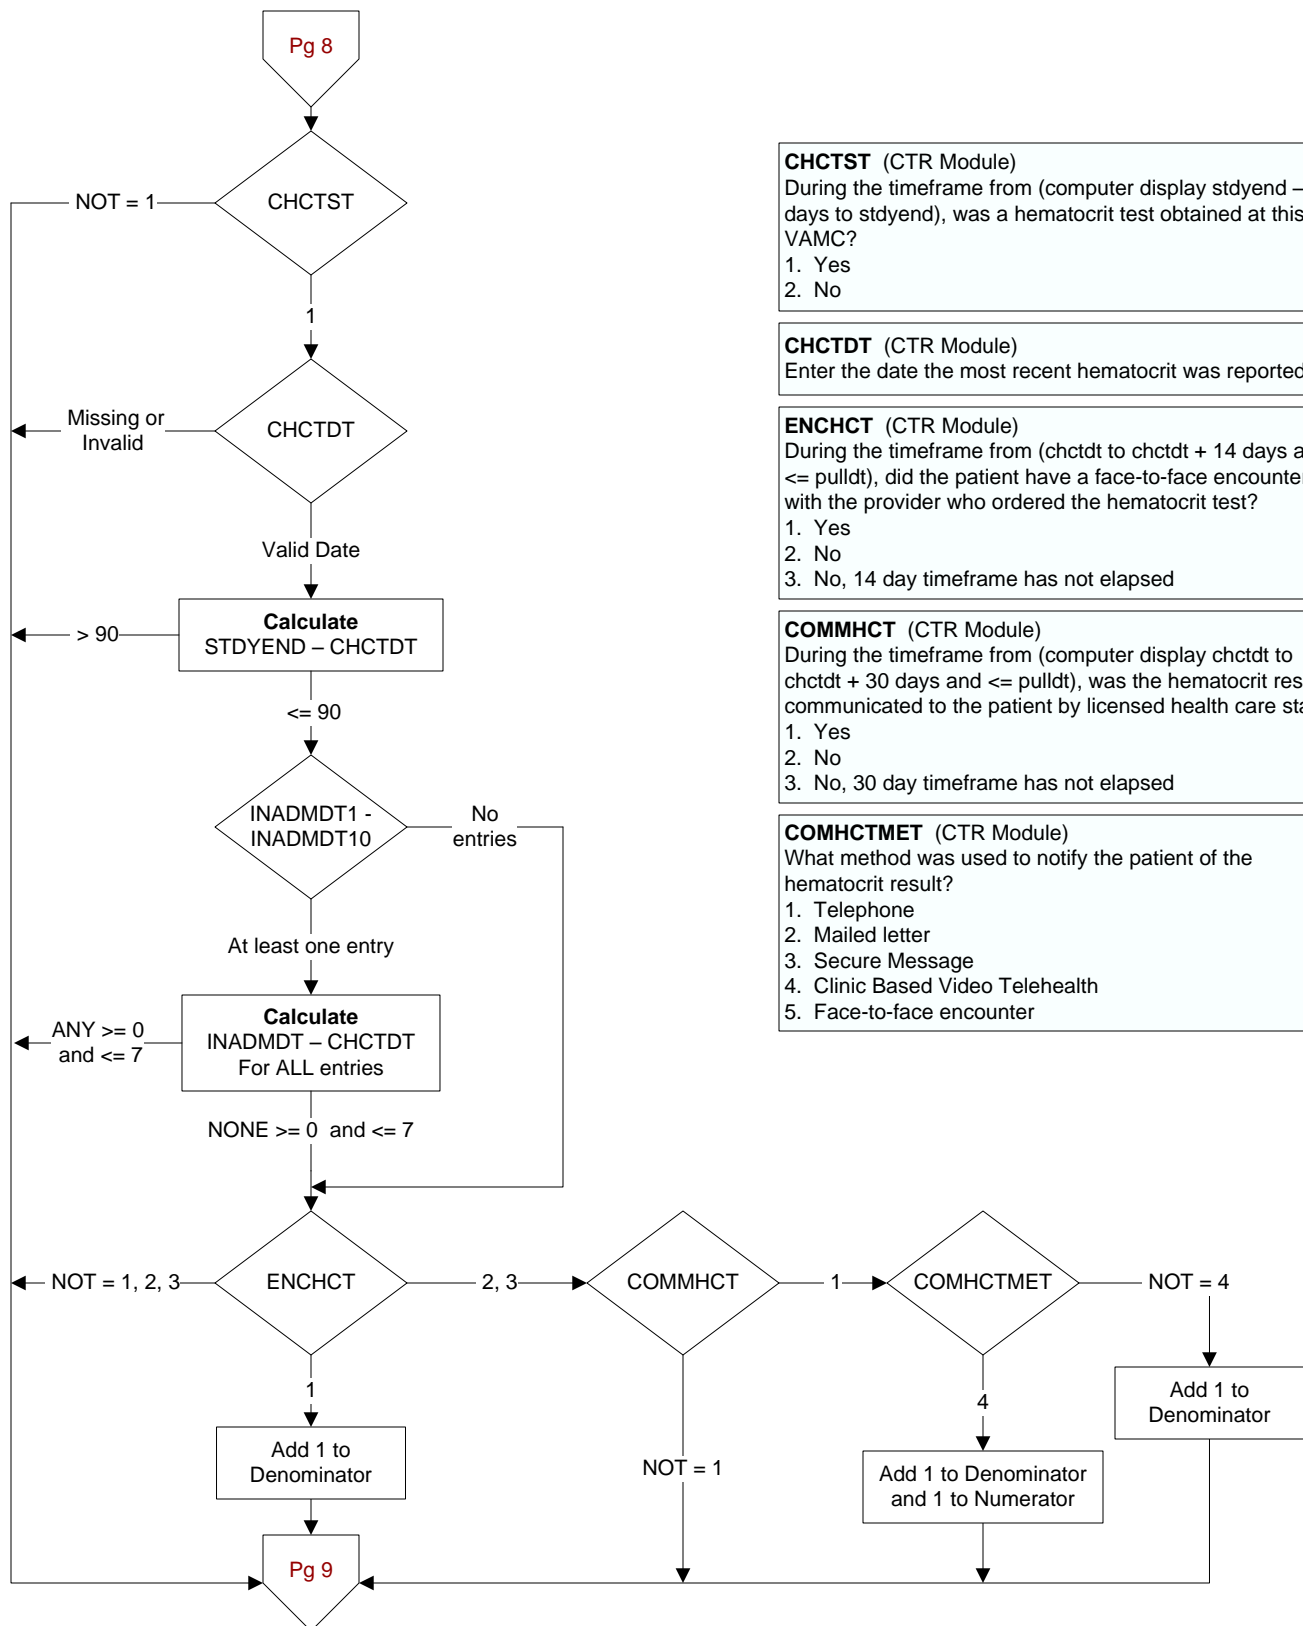 Pg 8
CHCTST
NOT = 1
1
CHCTDT
Missing or
Invalid
Valid Date
Calculate
STDYEND – CHCTDT
> 90
<= 90
INADMDT1 -
INADMDT10
No
entries
At least one entry
Calculate
INADMDT – CHCTDT
For ALL entries
ANY >= 0
and <= 7
NONE >= 0 and <= 7
ENCHCT
NOT = 1, 2, 3
2, 3
COMMHCT
1
COMHCTMET
NOT = 4
1
4
NOT = 1
Add 1 to
Denominator
Add 1 to
Denominator
Add 1 to Denominator
and 1 to Numerator
Pg 9
CHCTST (CTR Module)
During the timeframe from (computer display stdyend –
days to stdyend), was a hematocrit test obtained at this
VAMC?
1. Yes
2. No
CHCTDT (CTR Module)
Enter the date the most recent hematocrit was reported
ENCHCT (CTR Module)
During the timeframe from (chctdt to chctdt + 14 days
<= pulldt), did the patient have a face-to-face encounter
with the provider who ordered the hematocrit test?
1. Yes
2. No
3. No, 14 day timeframe has not elapsed
COMMHCT (CTR Module)
During the timeframe from (computer display chctdt to
chctdt + 30 days and <= pulldt), was the hematocrit
communicated to the patient by licensed health care
1. Yes
2. No
3. No, 30 day timeframe has not elapsed
COMHCTMET (CTR Module)
What method was used to notify the patient of the
hematocrit result?
1. Telephone
2. Mailed letter
3. Secure Message
4. Clinic Based Video Telehealth
5. Face-to-face encounter